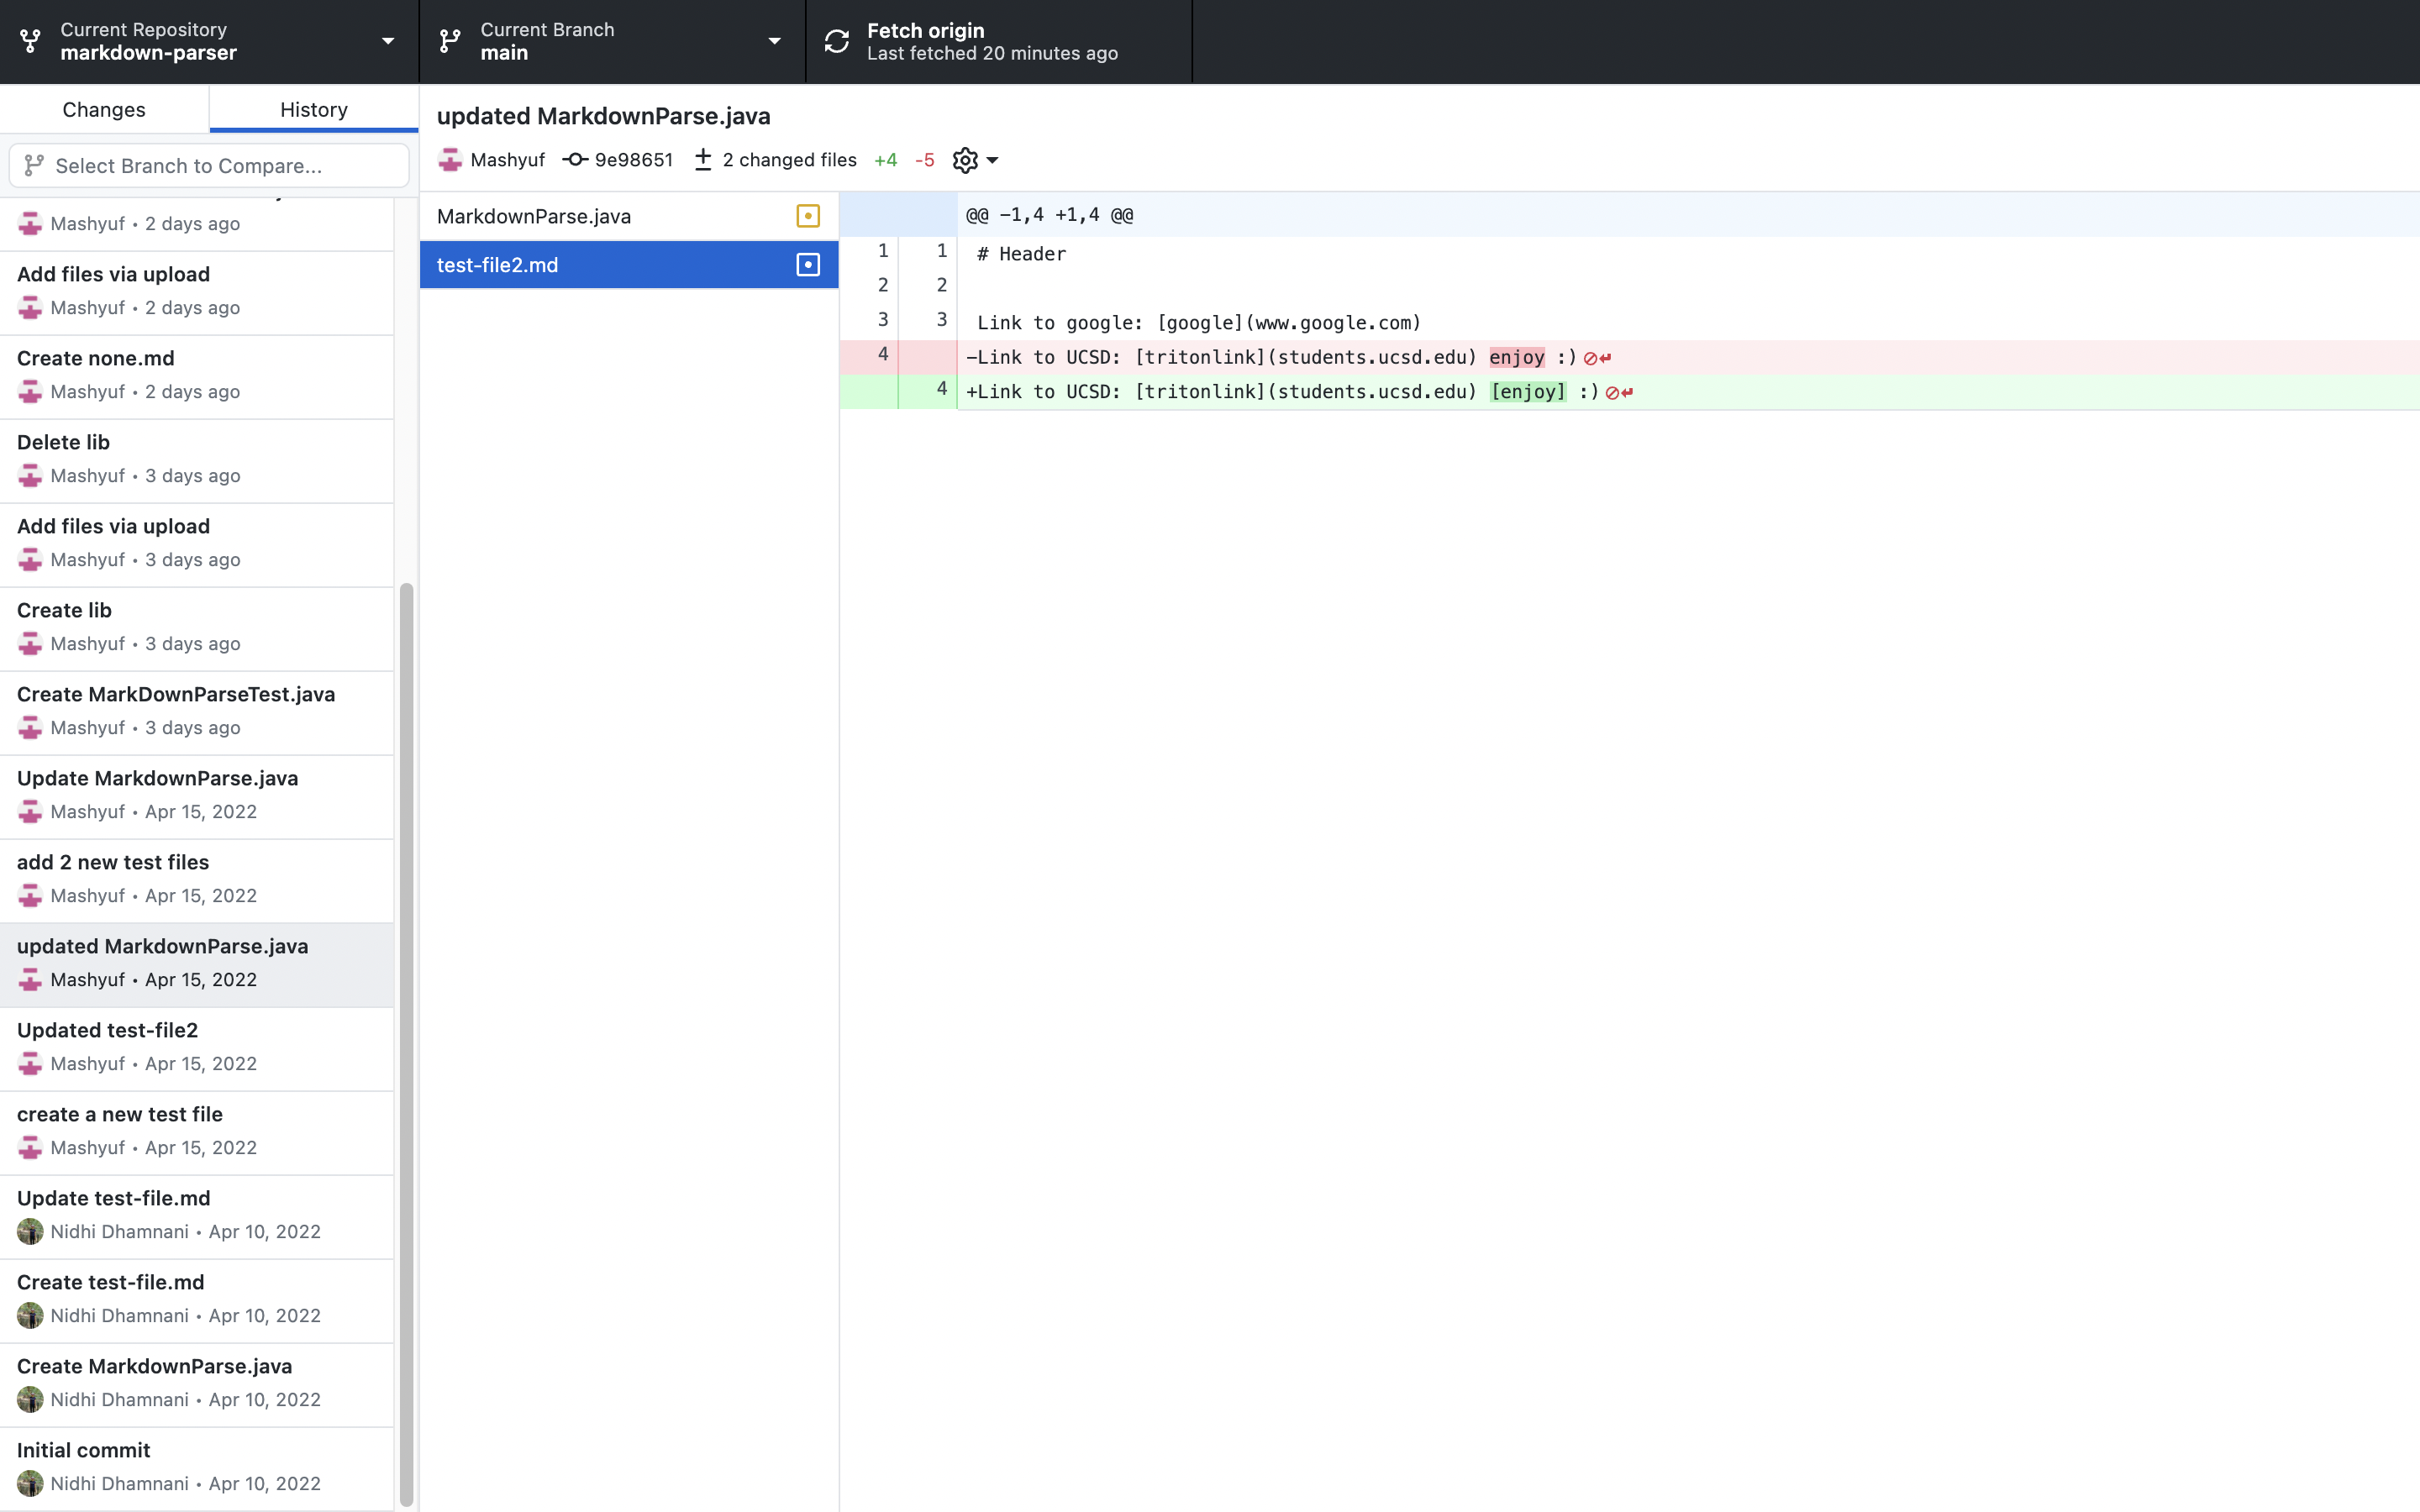 Current Repository
markdown-parser
Current Branch
main
Fetch origin
Last fetched 20 minutes ago
Changes
History
Select Branch to Compare...
Mashyuf • 2 days ago
Add files via upload
Mashyuf • 2 days ago
Create none.md
Mashyuf • 2 days ago
Delete lib
Mashyuf • 3 days ago
Add files via upload
Mashyuf • 3 days ago
Create lib
Mashyuf • 3 days ago
Create MarkDownParseTest.java
Mashyuf • 3 days ago
Update MarkdownParse.java
Mashyuf • Apr 15, 2022
add 2 new test files
Mashyuf • Apr 15, 2022
updated MarkdownParse.java
Mashyuf • Apr 15, 2022
Updated test-file2
Mashyuf • Apr 15, 2022
create a new test file
Mashyuf • Apr 15, 2022
Update test-file.md
Nidhi Dhamnani • Apr 10, 2022
Create test-file.md
Nidhi Dhamnani • Apr 10, 2022
Create MarkdownParse.java
Nidhi Dhamnani • Apr 10, 2022
Initial commit
Nidhi Dhamnani • Apr 10, 2022
updated MarkdownParse.java
Mashyuf 9e98651 2 changed files +4 -5
MarkdownParse.java
test-file2.md
@@ -1,4 +1,4 @@
1 1 # Header
2 2
3 3 Link to google: [google](www.google.com)
4 -Link to UCSD: [tritonlink](students.ucsd.edu) enjoy :)
4 +Link to UCSD: [tritonlink](students.ucsd.edu) [enjoy] :)